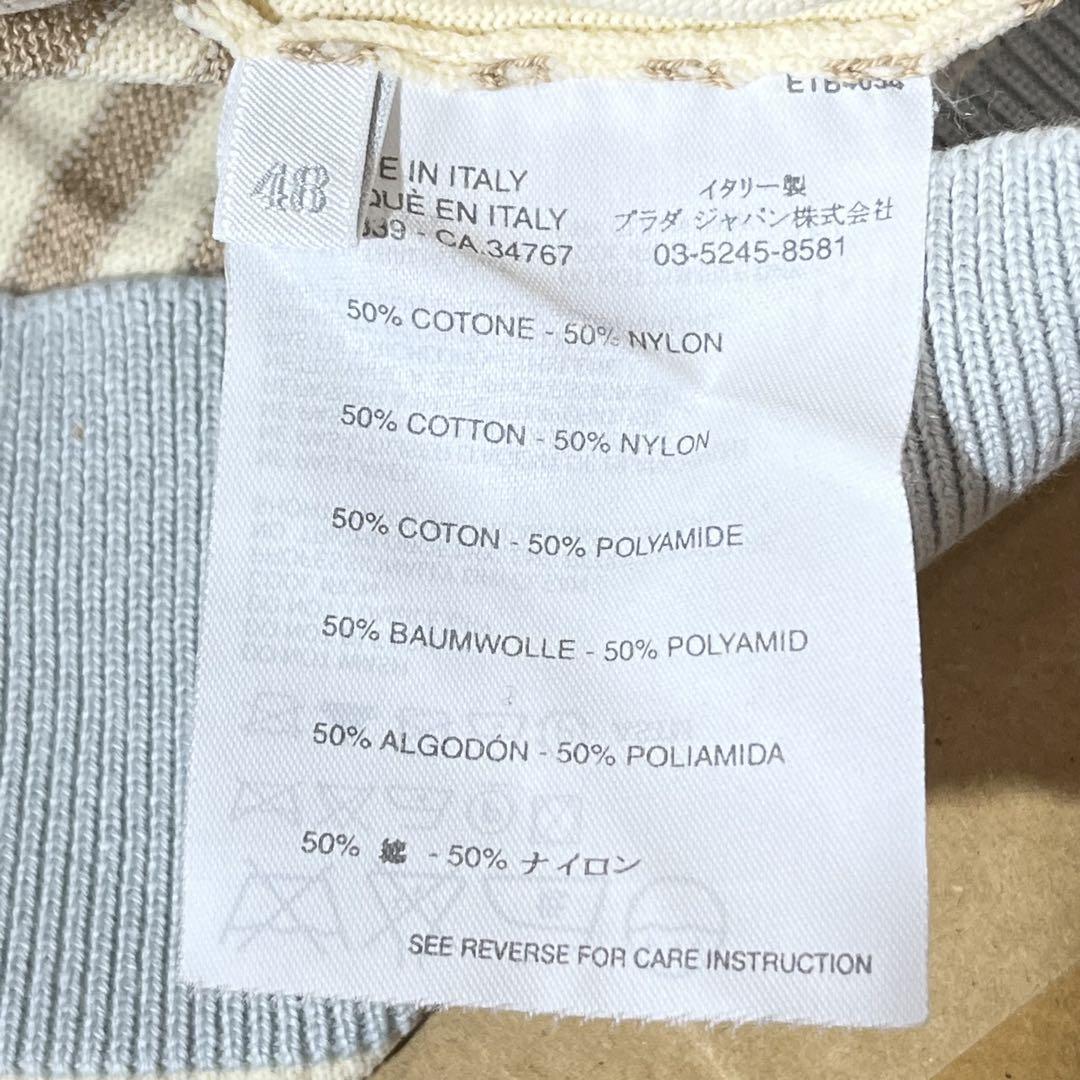 48
E IN ITALY
QUÈ EN ITALY
339 - CA.34767
イタリー製
プラダ ジャパン株式会社
03-5245-8581
50% COTONE - 50% NYLON
50% COTTON - 50% NYLON
50% COTON - 50% POLYAMIDE
50% BAUMWOLLE - 50% POLYAMID
50% ALGODÓN - 50% POLIAMIDA
50% 綿 - 50% ナイロン
SEE REVERSE FOR CARE INSTRUCTION